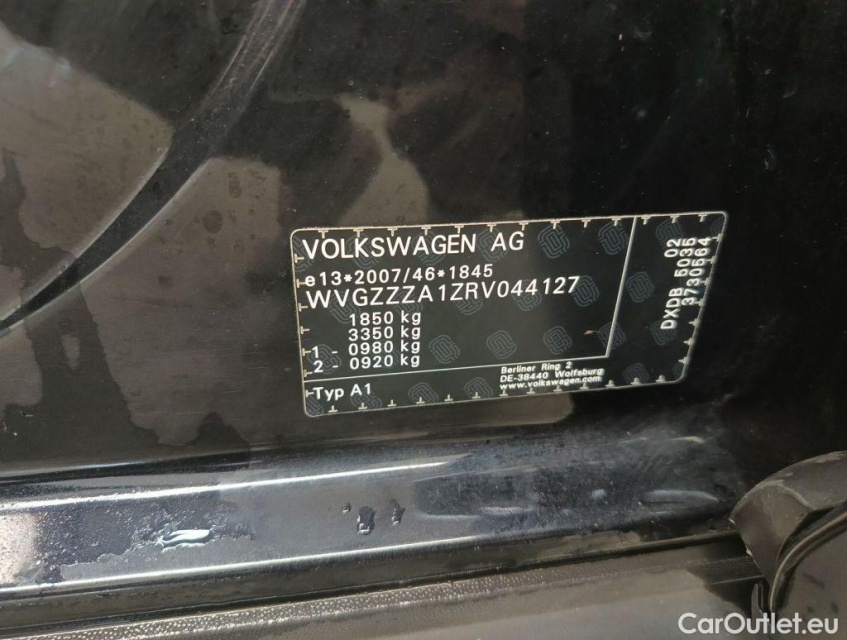 VOLKSWAGEN AG
e13*2007/46*1845
WVGZZZA1ZRV044127
1850 kg
3350 kg
1 - 0980 kg
2 - 0920 kg
Typ A1
Berliner Ring 2
DE-38440 Wolfsburg
www.volkswagen.com
02
DXDB 5035
3730564
CarOutlet.eu